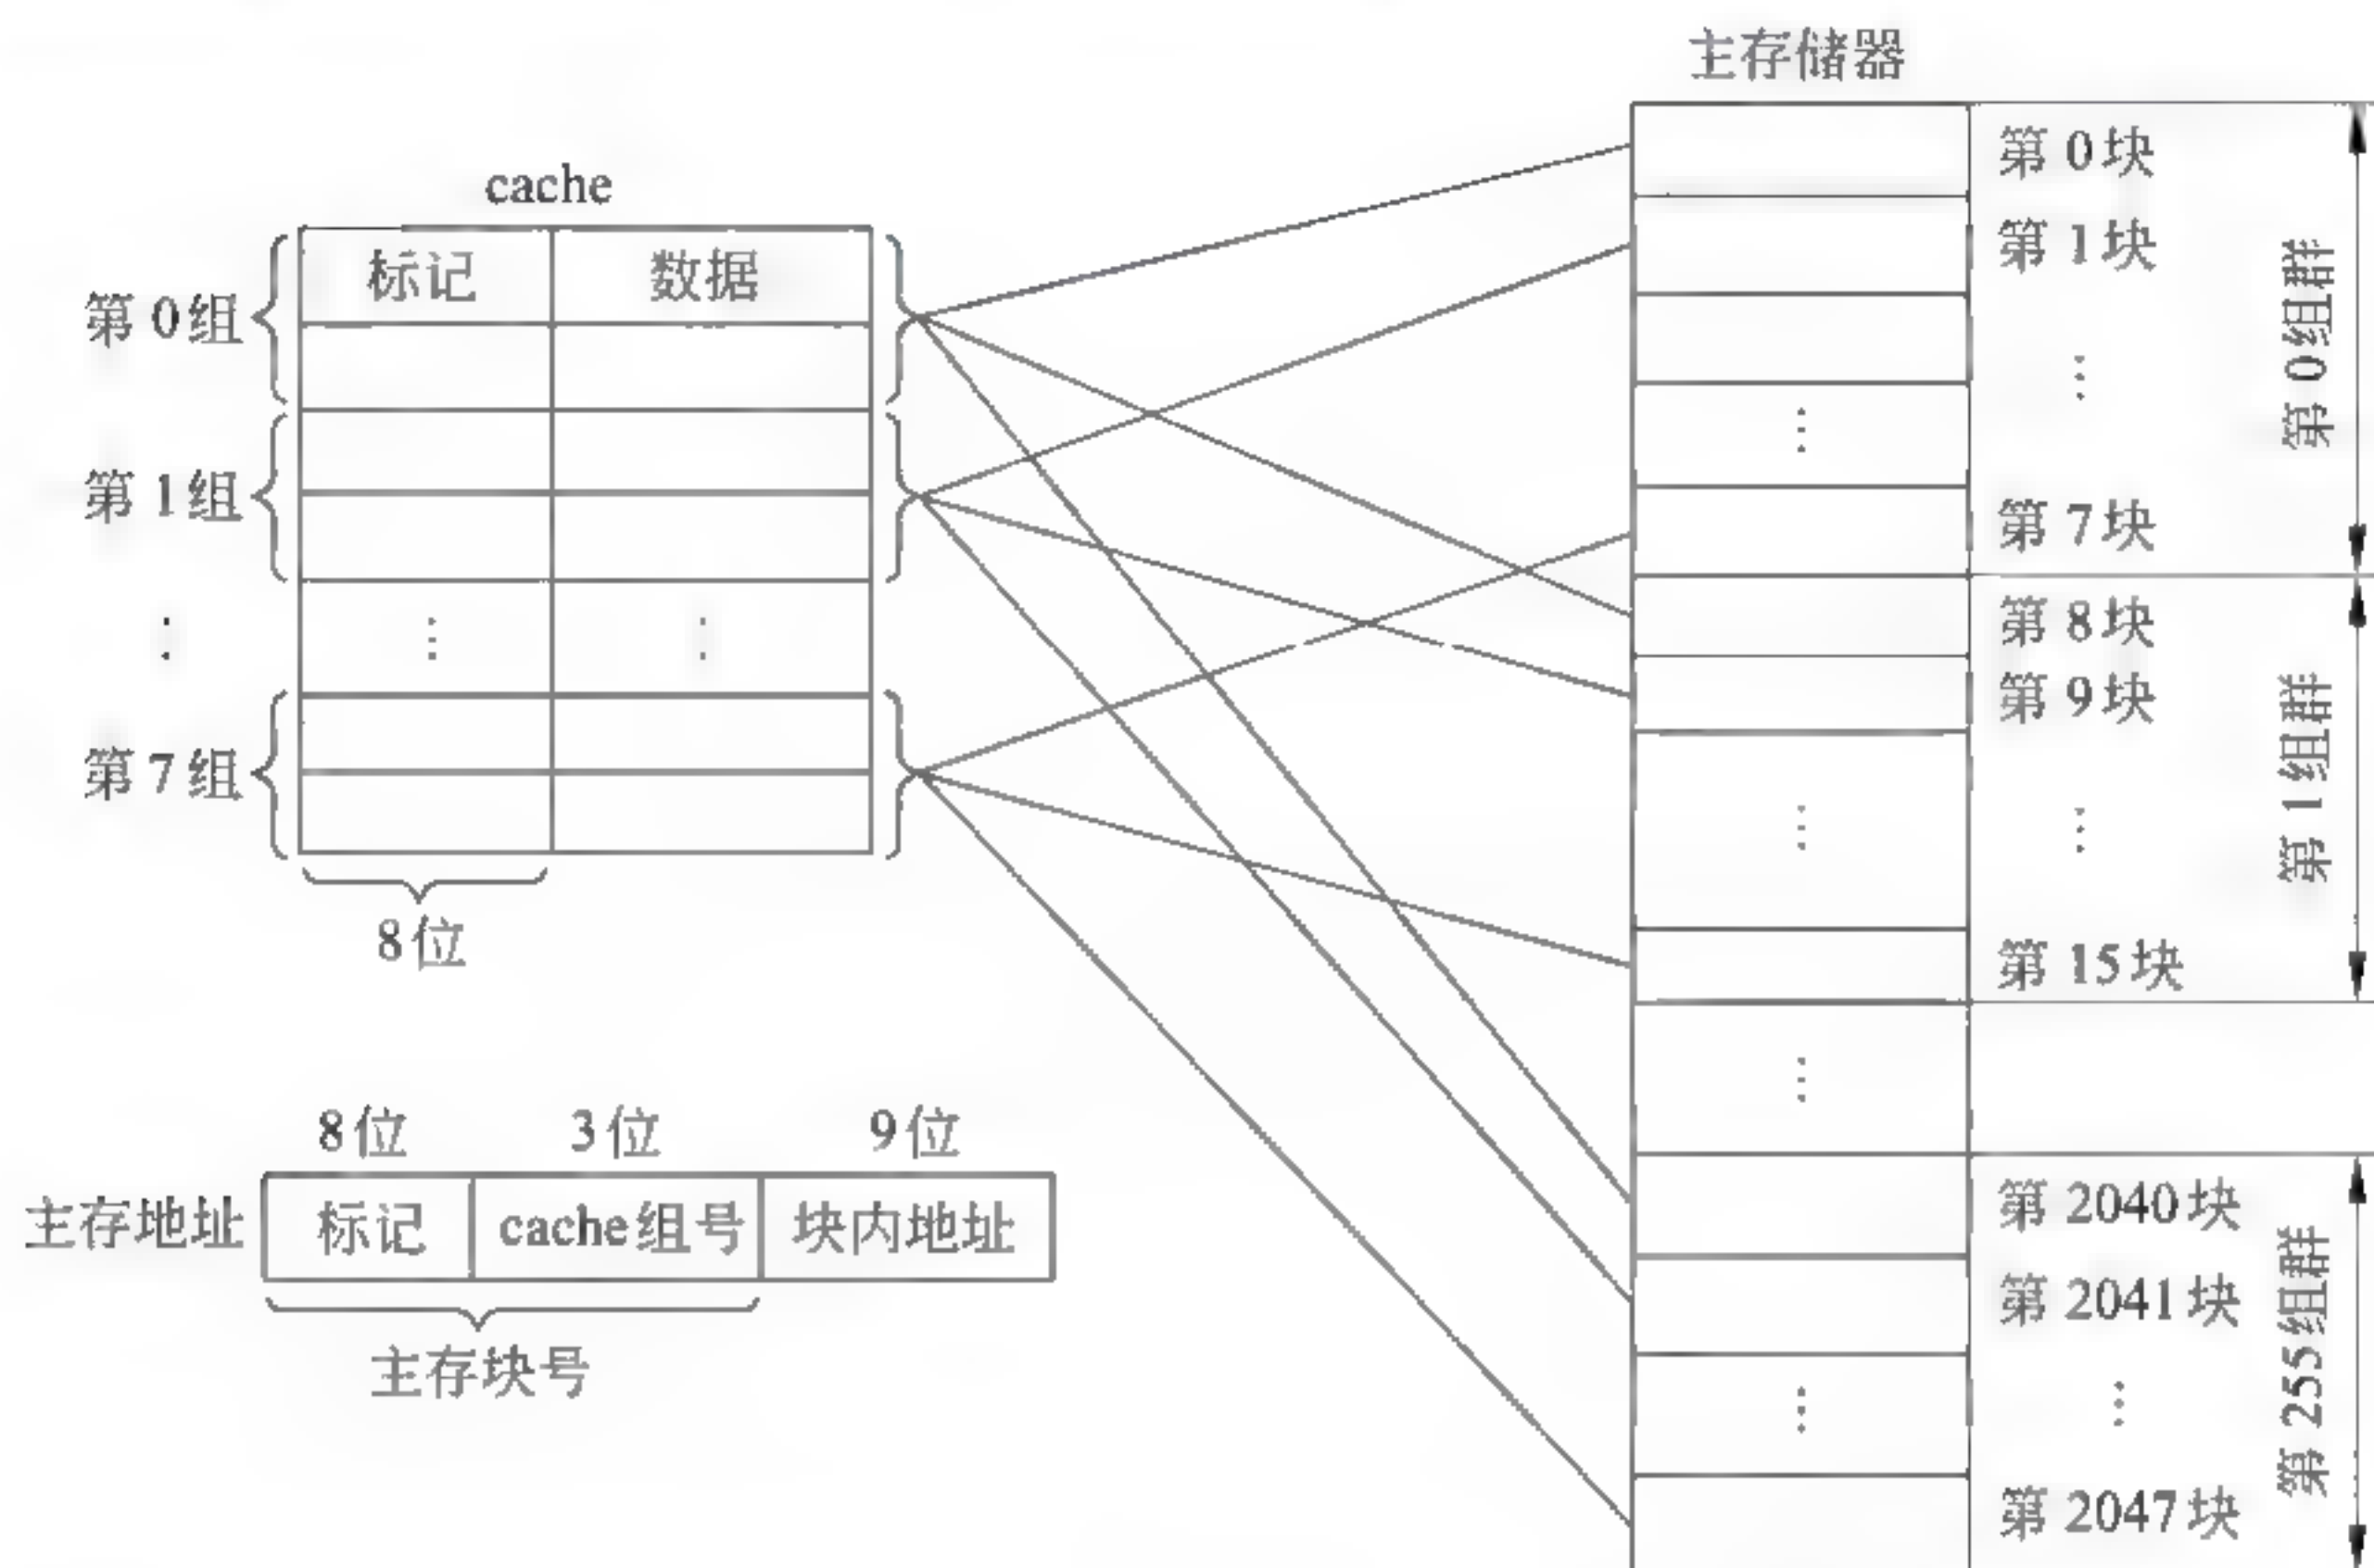 主存储器
cache
标记
数据
第0组
第1组
⋮
⋮
⋮
第7组
8位
8位
3位
9位
主存地址
标记
cache组号
块内地址
主存块号
第0块
第1块
⋮
⋮
第7块
第0组群
第8块
第9块
⋮
⋮
第15块
第1组群
⋮
第2040块
第2041块
⋮
⋮
第2047块
第255组群